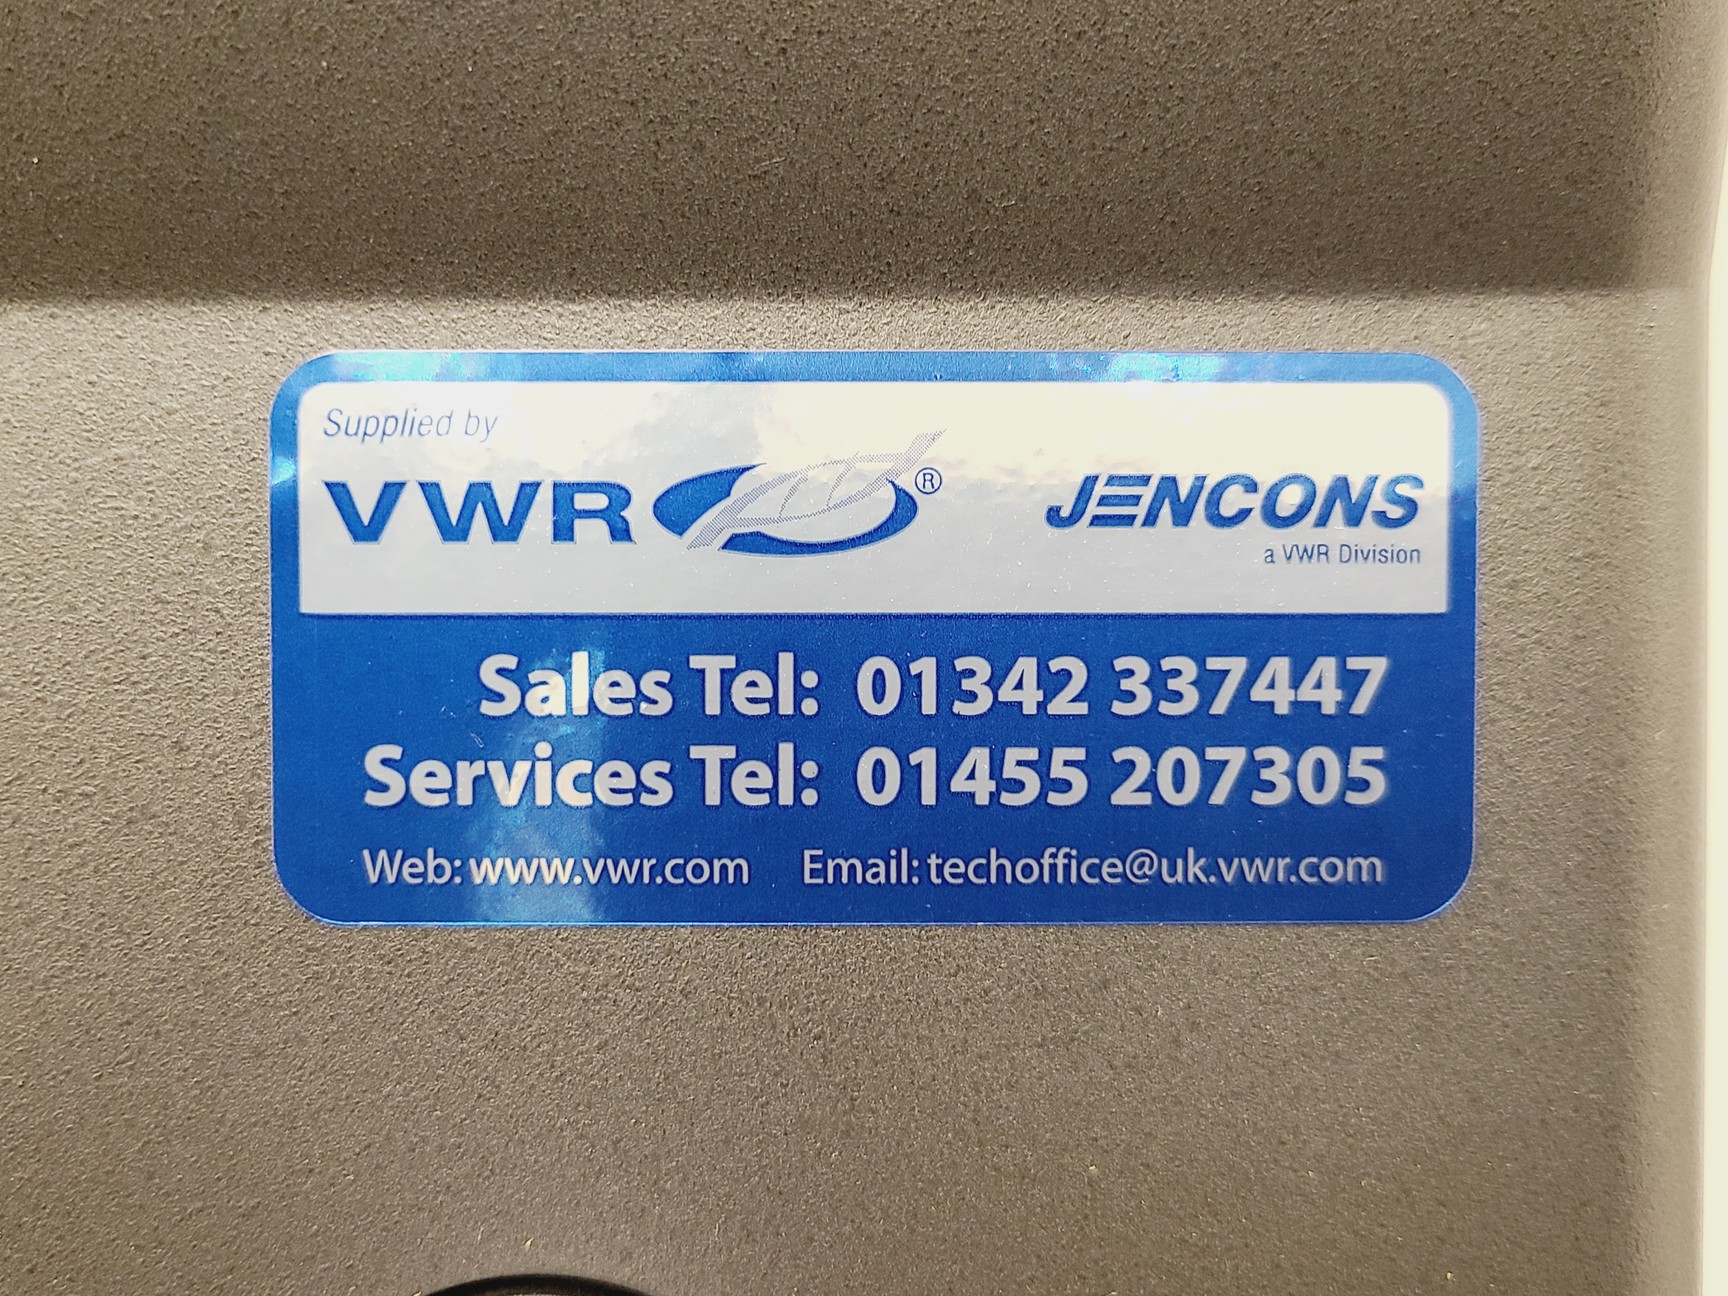 Supplied by
VWR ® JENCONS
a VWR Division
Sales Tel: 01342 337447
Services Tel: 01455 207305
Web: www.vwr.com Email: techoffice@uk.vwr.com